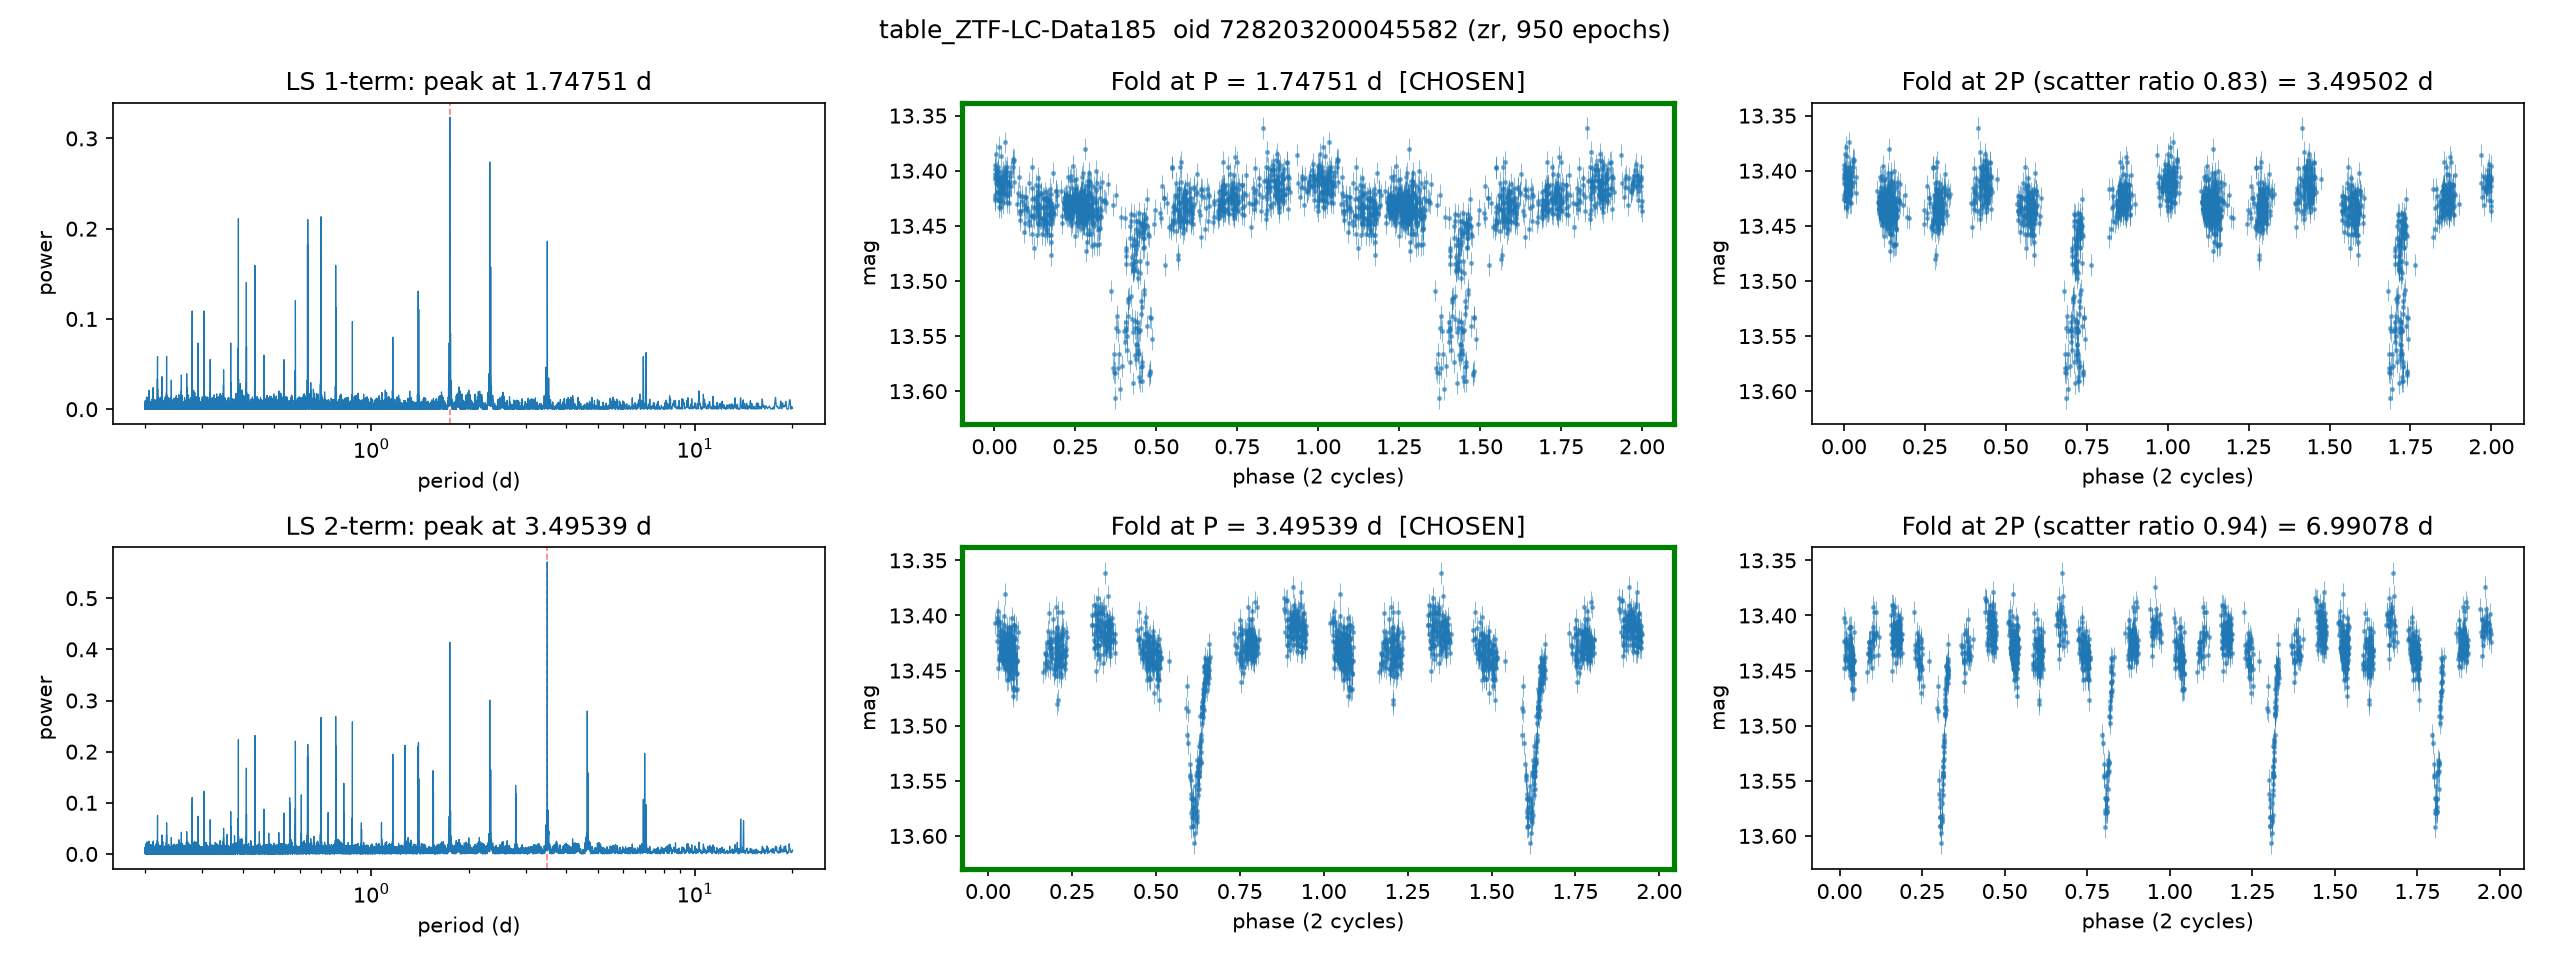 table_ZTF-LC-Data185  oid 728203200045582 (zr, 950 epochs)
LS 1-term: peak at 1.74751 d
power
0.3
0.2
0.1
0.0
10⁰
10¹
period (d)
Fold at P = 1.74751 d  [CHOSEN]
mag
13.35
13.40
13.45
13.50
13.55
13.60
0.00 0.25 0.50 0.75 1.00 1.25 1.50 1.75 2.00
phase (2 cycles)
Fold at 2P (scatter ratio 0.83) = 3.49502 d
mag
13.35
13.40
13.45
13.50
13.55
13.60
0.00 0.25 0.50 0.75 1.00 1.25 1.50 1.75 2.00
phase (2 cycles)
LS 2-term: peak at 3.49539 d
power
0.5
0.4
0.3
0.2
0.1
0.0
10⁰
10¹
period (d)
Fold at P = 3.49539 d  [CHOSEN]
mag
13.35
13.40
13.45
13.50
13.55
13.60
0.00 0.25 0.50 0.75 1.00 1.25 1.50 1.75 2.00
phase (2 cycles)
Fold at 2P (scatter ratio 0.94) = 6.99078 d
mag
13.35
13.40
13.45
13.50
13.55
13.60
0.00 0.25 0.50 0.75 1.00 1.25 1.50 1.75 2.00
phase (2 cycles)